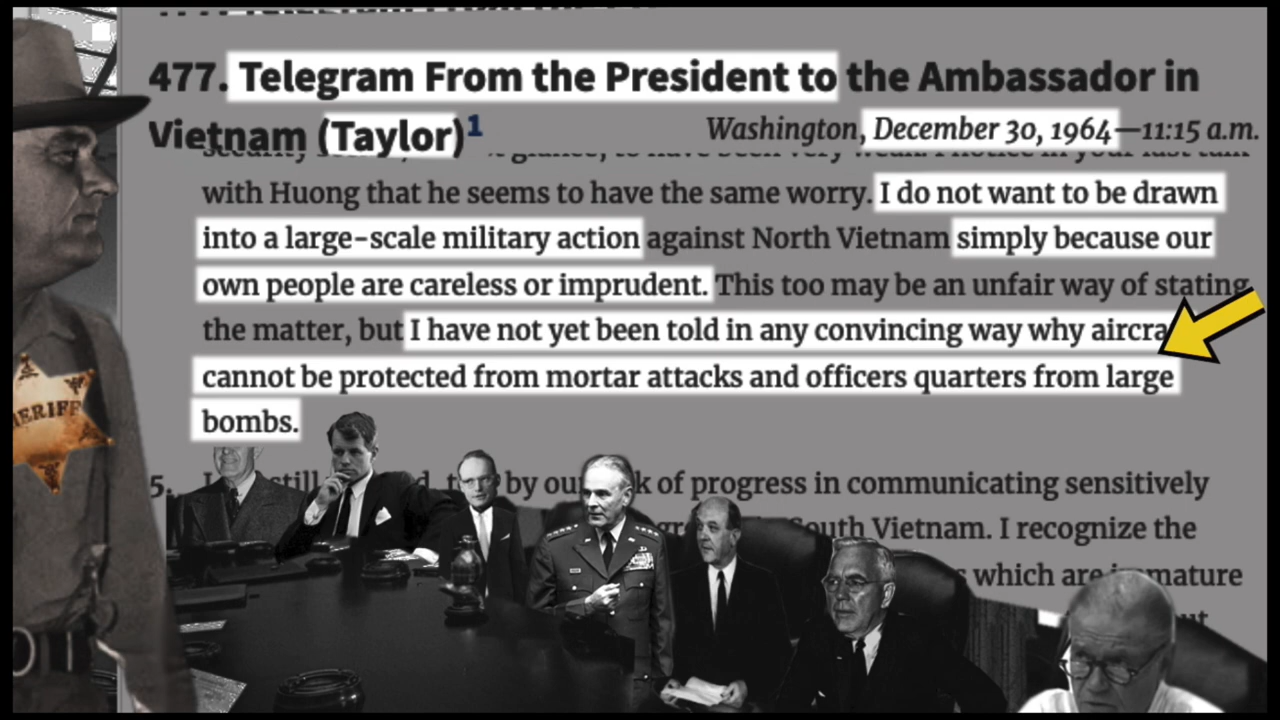 477. Telegram From the President to the Ambassador in
Vietnam (Taylor)1
Washington, December 30, 1964—11:15 a.m.
with Huong that he seems to have the same worry. I do not want to be drawn
into a large-scale military action against North Vietnam simply because our
own people are careless or imprudent. This too may be an unfair way of stating
the matter, but I have not yet been told in any convincing way why
cannot be protected from mortar attacks and officers quarters from large
bombs.
5. still by our of progress in communicating sensitively
South Vietnam. I recognize the
which are
SHERIFF